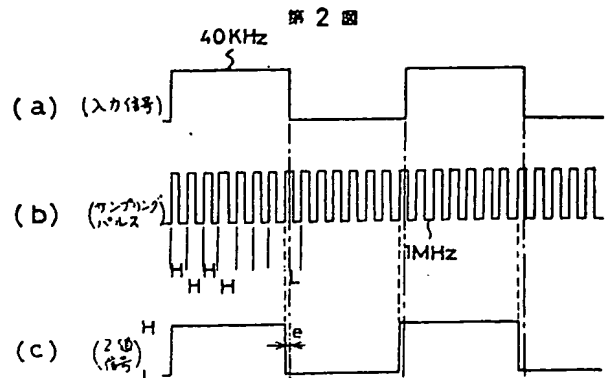 第2図
40KHz
(a) (入力信号)
(b) (サンプリング
パルス)
1MHz
H H
H H
L
H
(c) (2値
信号)
e
L